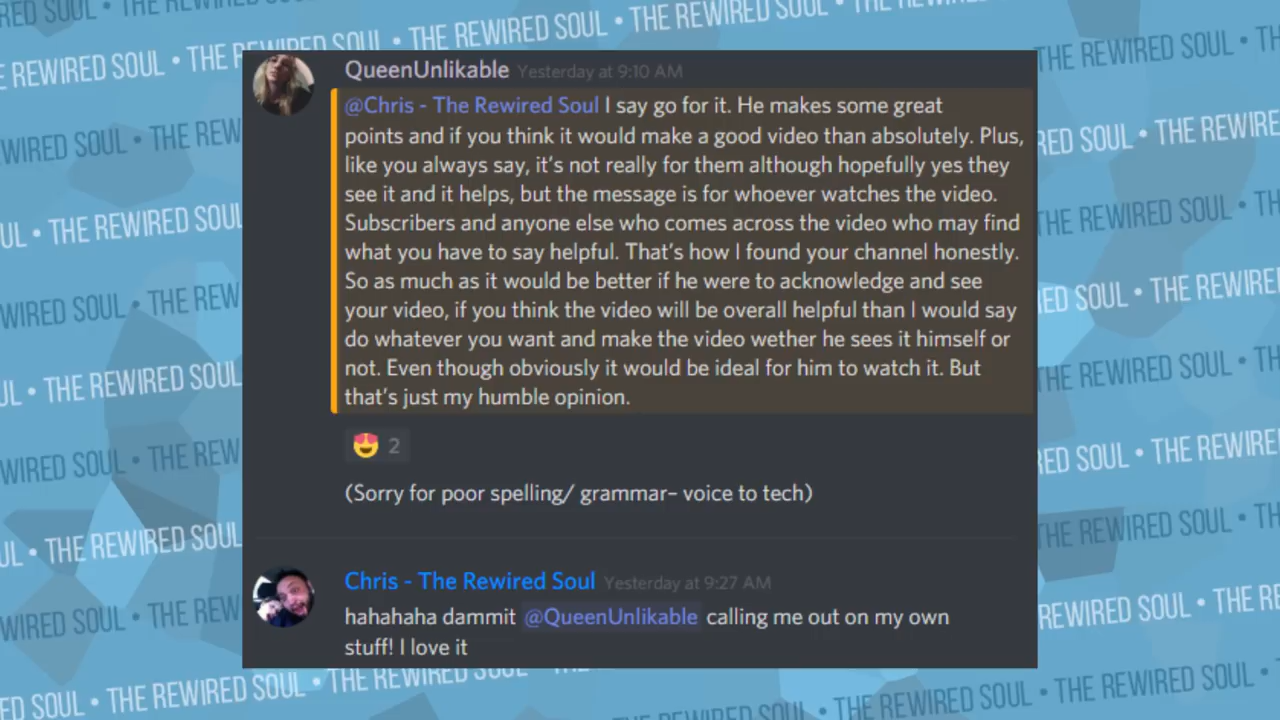 QueenUnlikable Yesterday at 9:10 AM
@Chris - The Rewired Soul I say go for it. He makes some great
points and if you think it would make a good video than absolutely. Plus,
like you always say, it's not really for them although hopefully yes they
see it and it helps, but the message is for whoever watches the video.
Subscribers and anyone else who comes across the video who may find
what you have to say helpful. That's how I found your channel honestly.
So as much as it would be better if he were to acknowledge and see
your video, if you think the video will be overall helpful than I would say
do whatever you want and make the video wether he sees it himself or
not. Even though obviously it would be ideal for him to watch it. But
that's just my humble opinion.
😍 2
(Sorry for poor spelling/ grammar– voice to tech)
Chris - The Rewired Soul Yesterday at 9:27 AM
hahahaha dammit @QueenUnlikable calling me out on my own
stuff! I love it
THE REWIRED SOUL • THE REWIRED SOUL • THE REWIRED SOUL